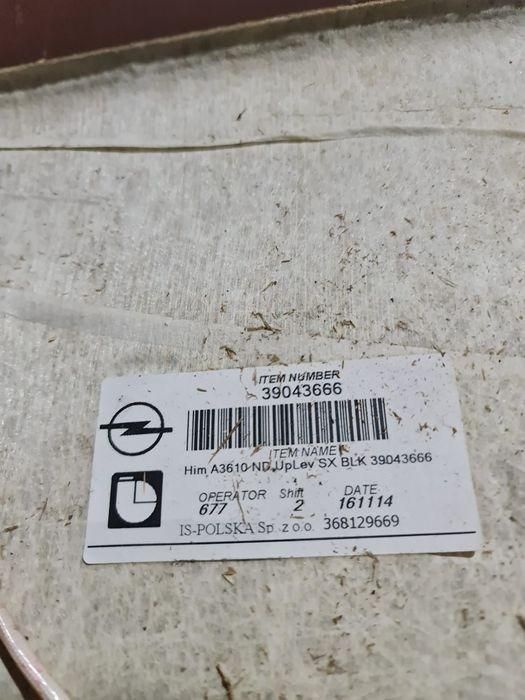 ITEM NUMBER
39043666
ITEM NAME
Him A3610 ND UpLev SX BLK 39043666
OPERATOR Shift DATE
677 2 161114
IS-POLSKA Sp. z o.o. 368129669